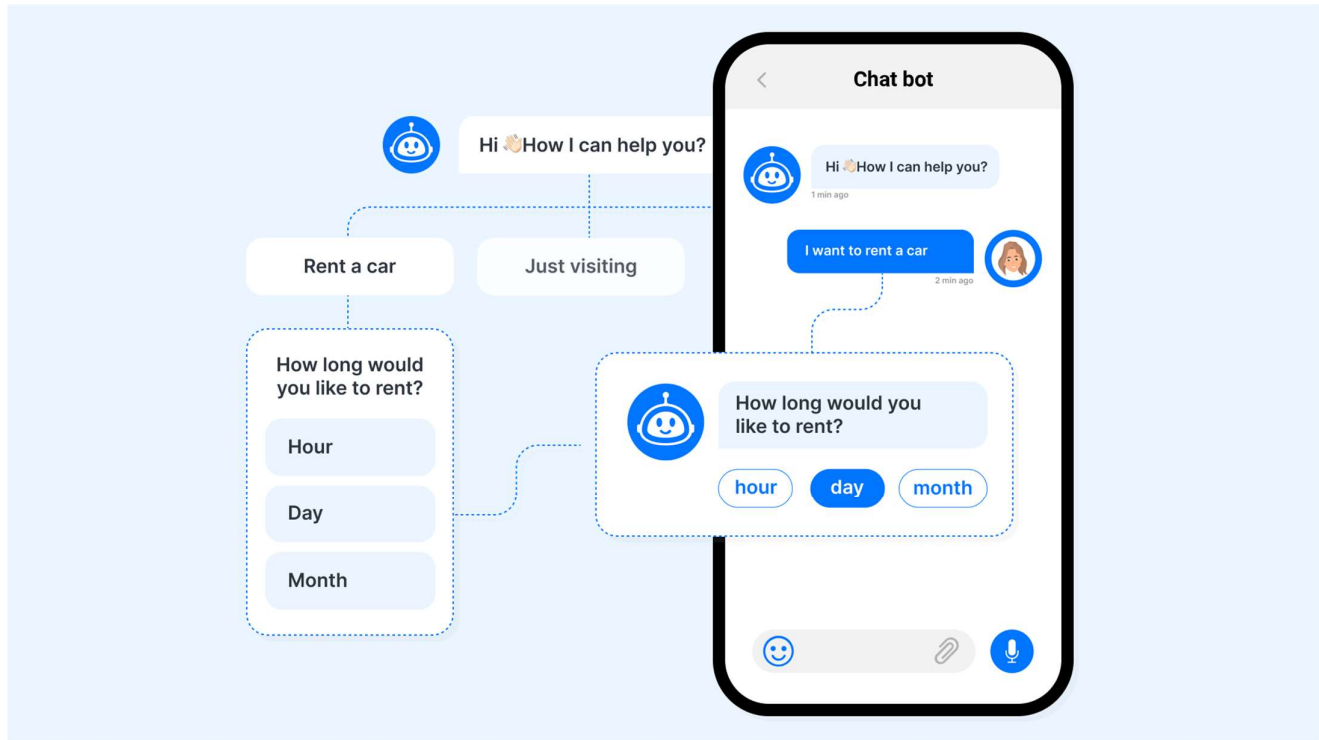 Hi 👋🏻How I can help you?
Rent a car
Just visiting
How long would
you like to rent?
Hour
Day
Month
Chat bot
Hi 👋🏻How I can help you?
1 min ago
I want to rent a car
2 min ago
How long would you
like to rent?
hour
day
month